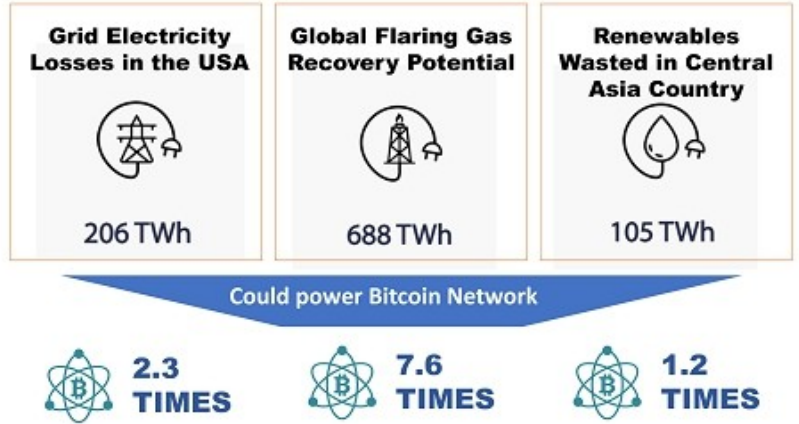 Grid Electricity
Losses in the USA
206 TWh
Global Flaring Gas
Recovery Potential
688 TWh
Renewables
Wasted in Central
Asia Country
105 TWh
Could power Bitcoin Network
2.3
TIMES
7.6
TIMES
1.2
TIMES